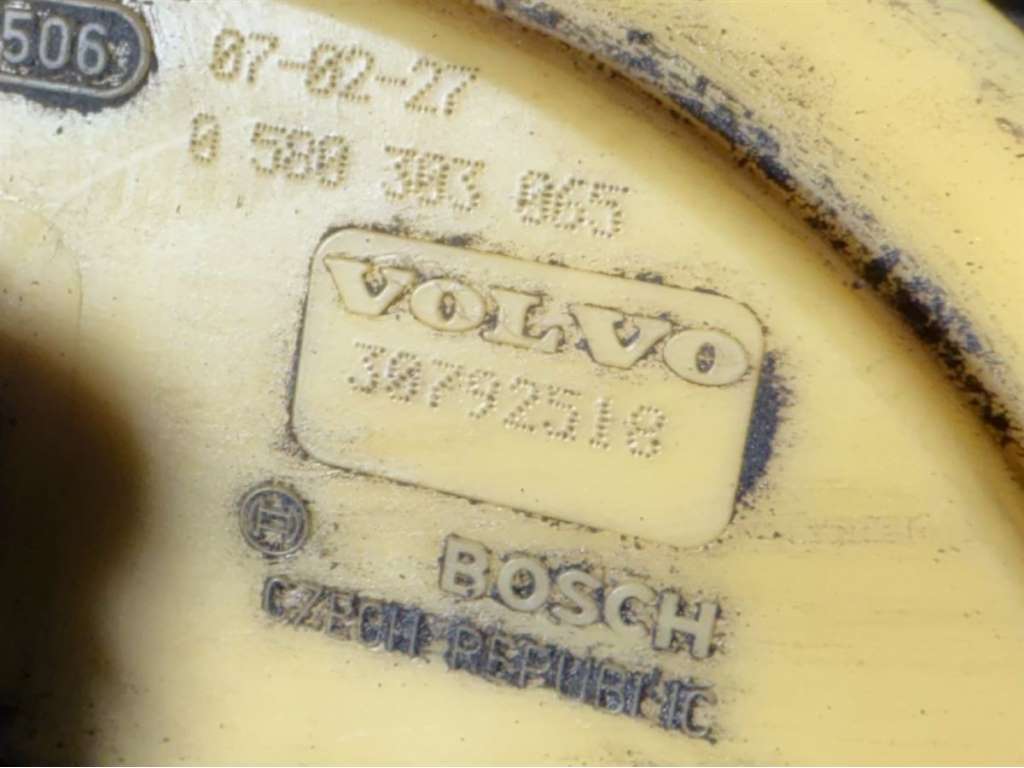 506
07-02-27
0 580 303 065
VOLVO
30792518
BOSCH
CZECH REPUBLIC